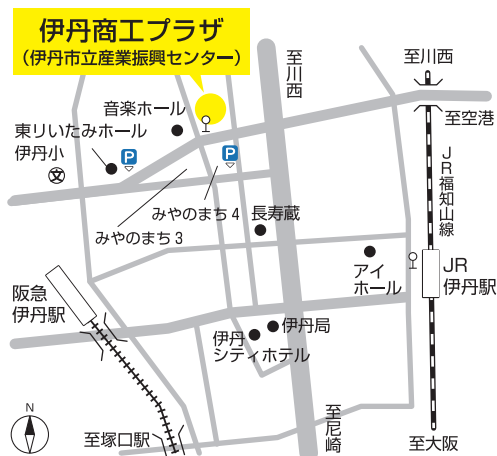 伊丹商工プラザ
（伊丹市立産業振興センター）
至川西
至川西
音楽ホール
至空港
東リいたみホール
伊丹小
文
P
P
JR福知山線
みやのまち4
長寿蔵
みやのまち3
アイ
ホール
JR
伊丹駅
阪急
伊丹駅
伊丹局
伊丹
シティホテル
N
至塚口駅
至尼崎
至大阪